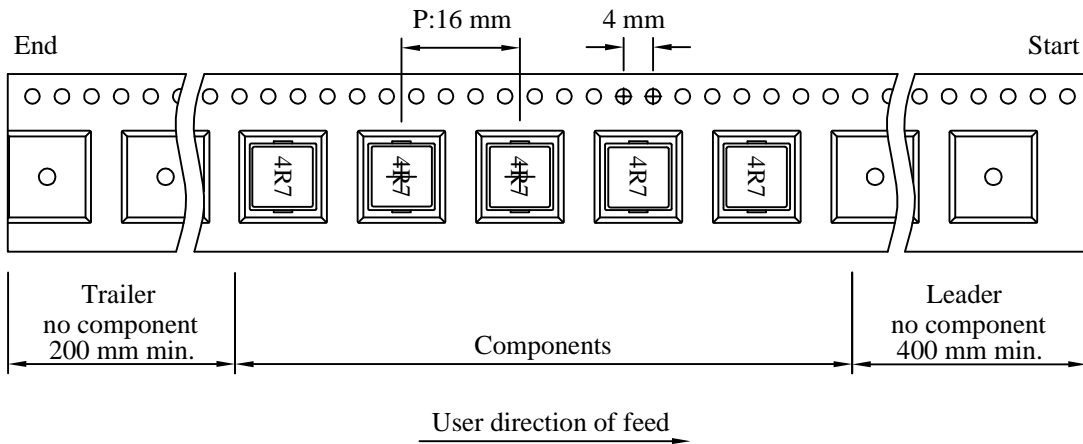 P:16 mm
4 mm
End
Start
4R7
4R7
4R7
4R7
4R7
Trailer
no component
200 mm min.
Components
Leader
no component
400 mm min.
User direction of feed